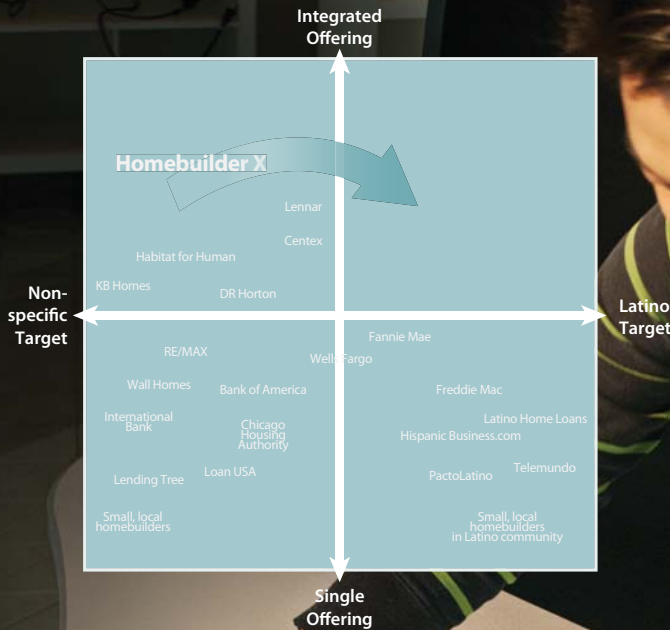 Integrated
Offering
Homebuilder X
Lennar
Centex
Habitat for Human
KB Homes
DR Horton
Non-
specific
Target
Latino
Target
Fannie Mae
RE/MAX
Wells Fargo
Wall Homes
Bank of America
Freddie Mac
International
Bank
Chicago
Housing
Authority
Latino Home Loans
Hispanic Business.com
Loan USA
Lending Tree
PactoLatino
Telemundo
Small, local
homebuilders
Small, local
homebuilders
in Latino community
Single
Offering